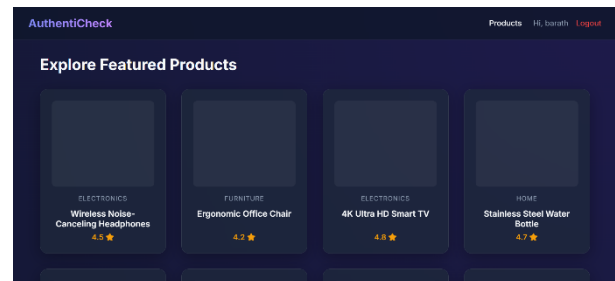 AuthentiCheck
Products Hi, barath Logout
Explore Featured Products
ELECTRONICS
Wireless Noise-
Canceling Headphones
4.5
FURNITURE
Ergonomic Office Chair
4.2
ELECTRONICS
4K Ultra HD Smart TV
4.8
HOME
Stainless Steel Water
Bottle
4.7